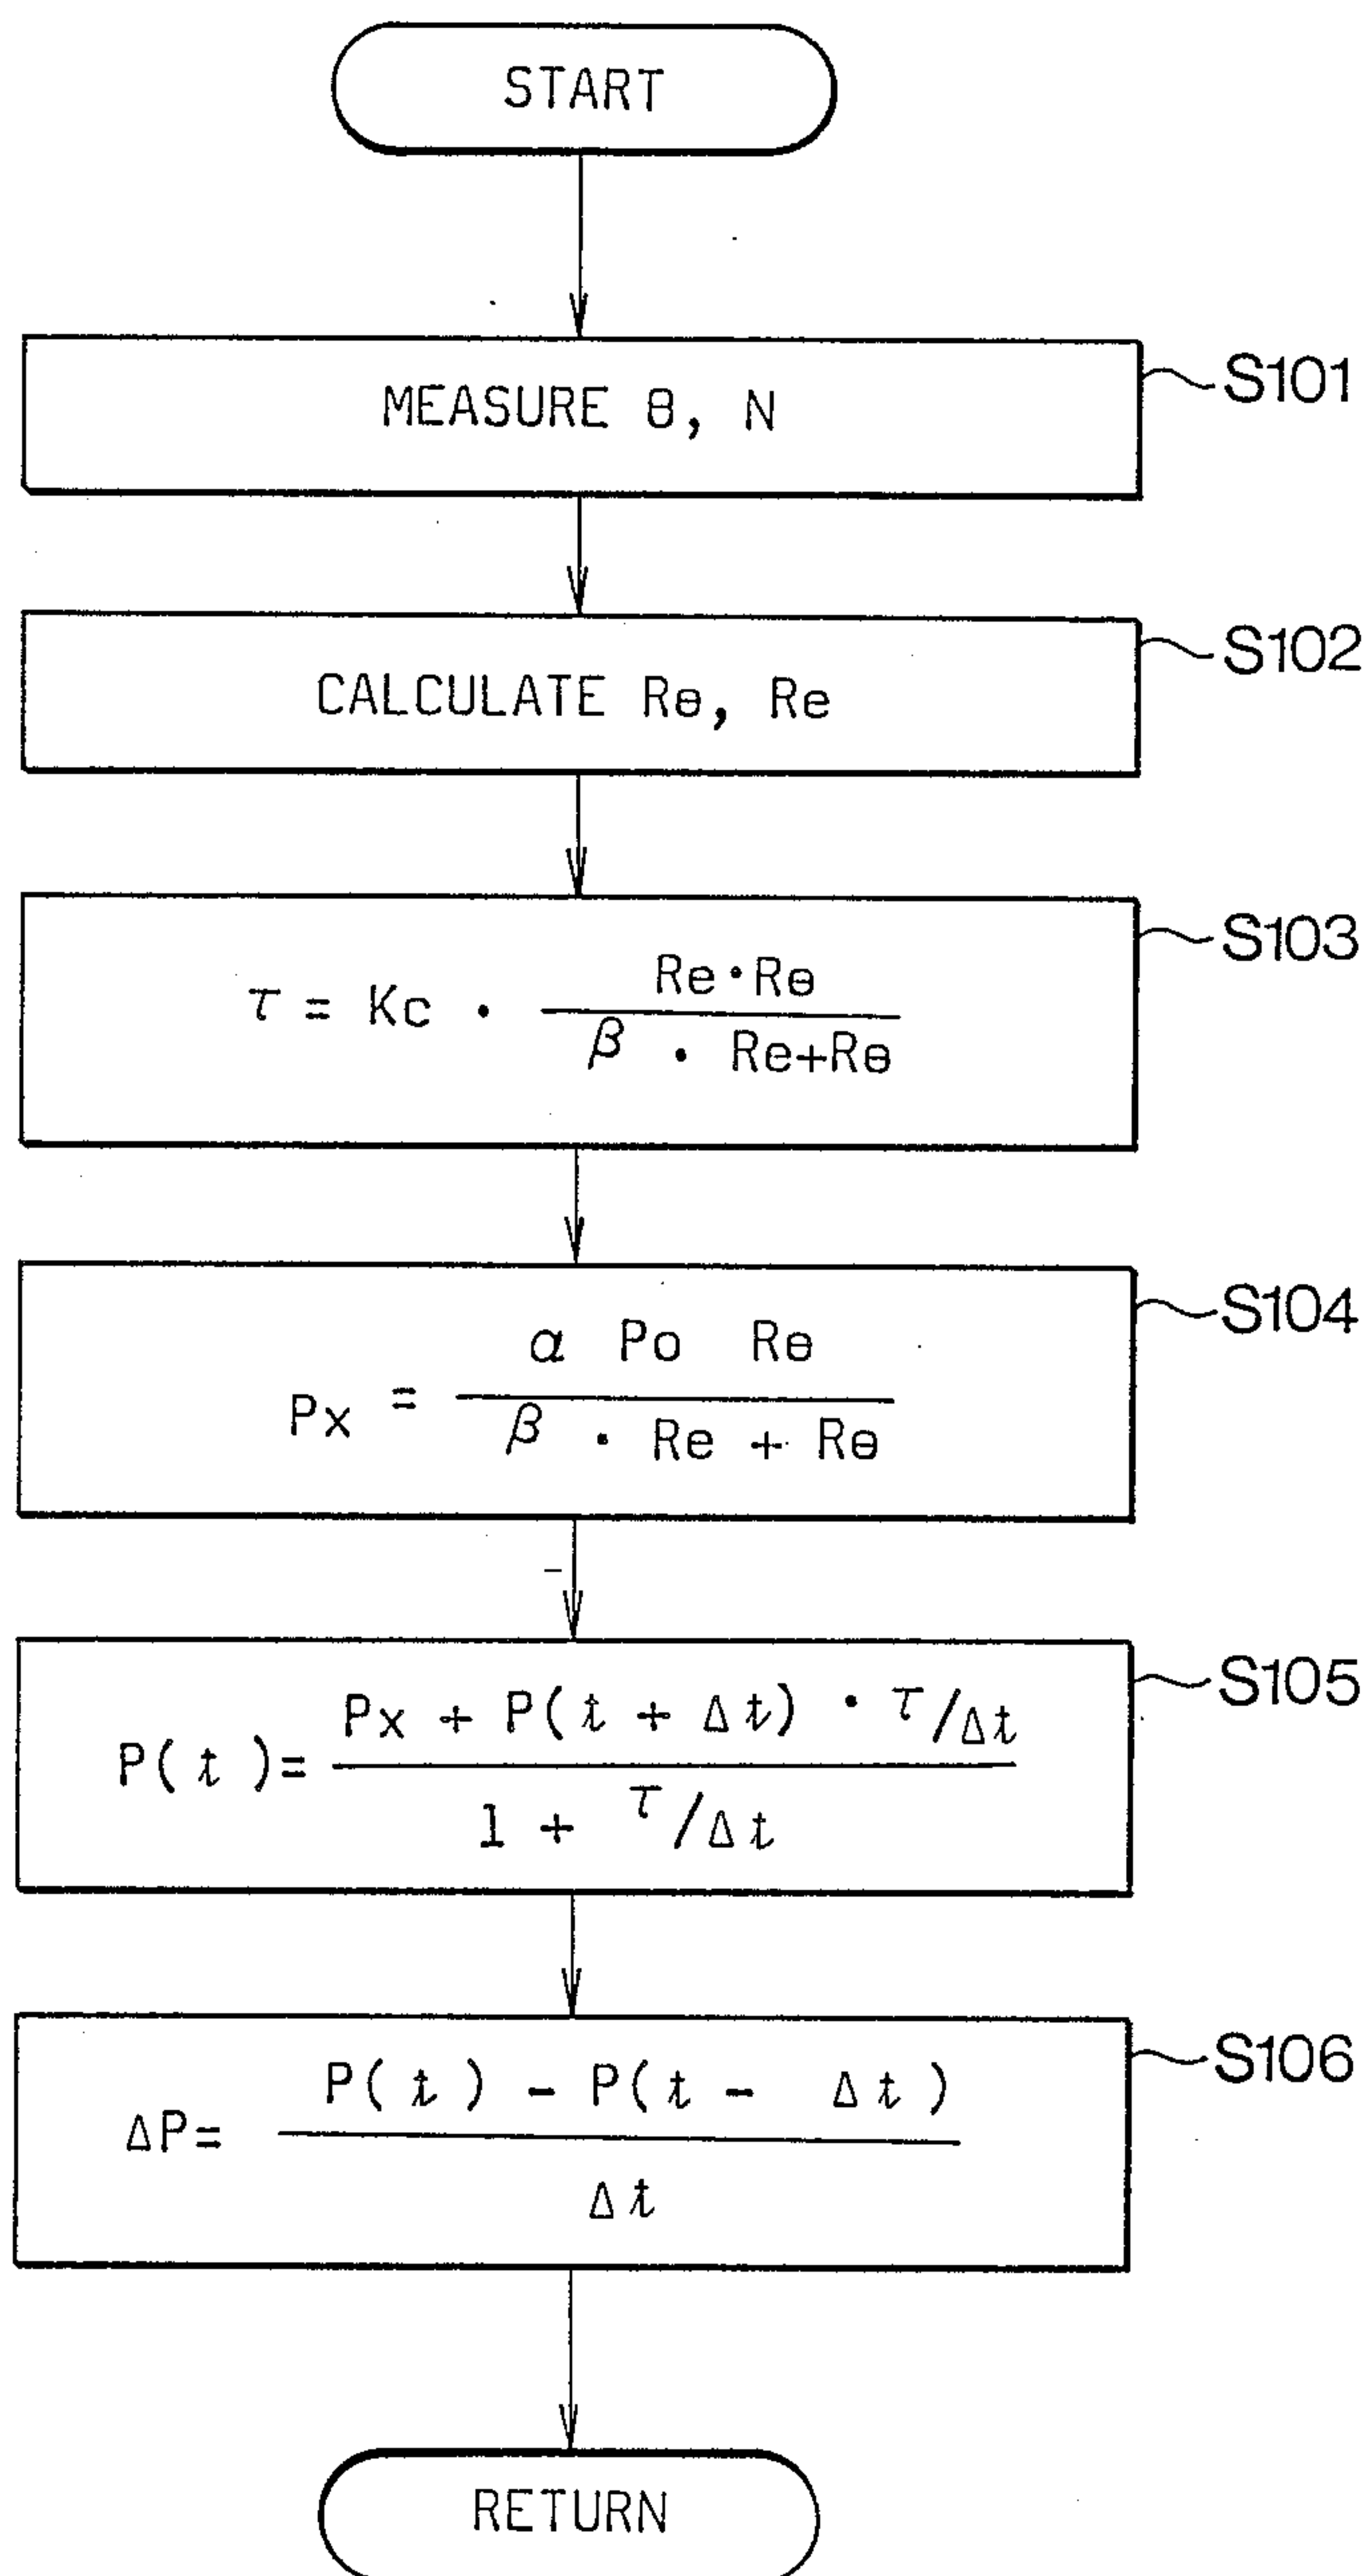 START
MEASURE θ, N
S101
CALCULATE Rθ, Re
S102
τ = Kc · Re·Rθ / β · Re+Rθ
S103
Px = α Po Rθ / β · Re + Rθ
S104
P(t)= Px + P(t + Δt) · τ/Δt / 1 + τ/Δt
S105
ΔP= P(t) - P(t - Δt) / Δt
S106
RETURN